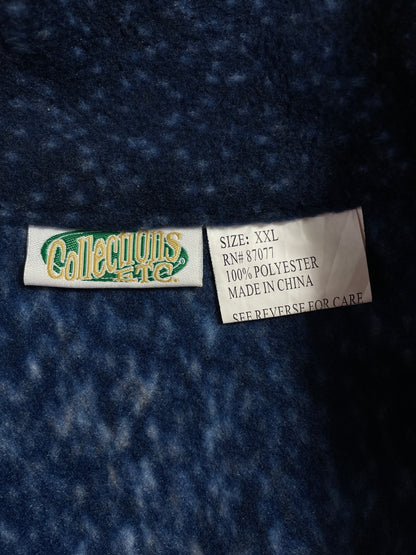 Collections
ETC.
SIZE: XXL
RN# 87077
100% POLYESTER
MADE IN CHINA
SEE REVERSE FOR CARE